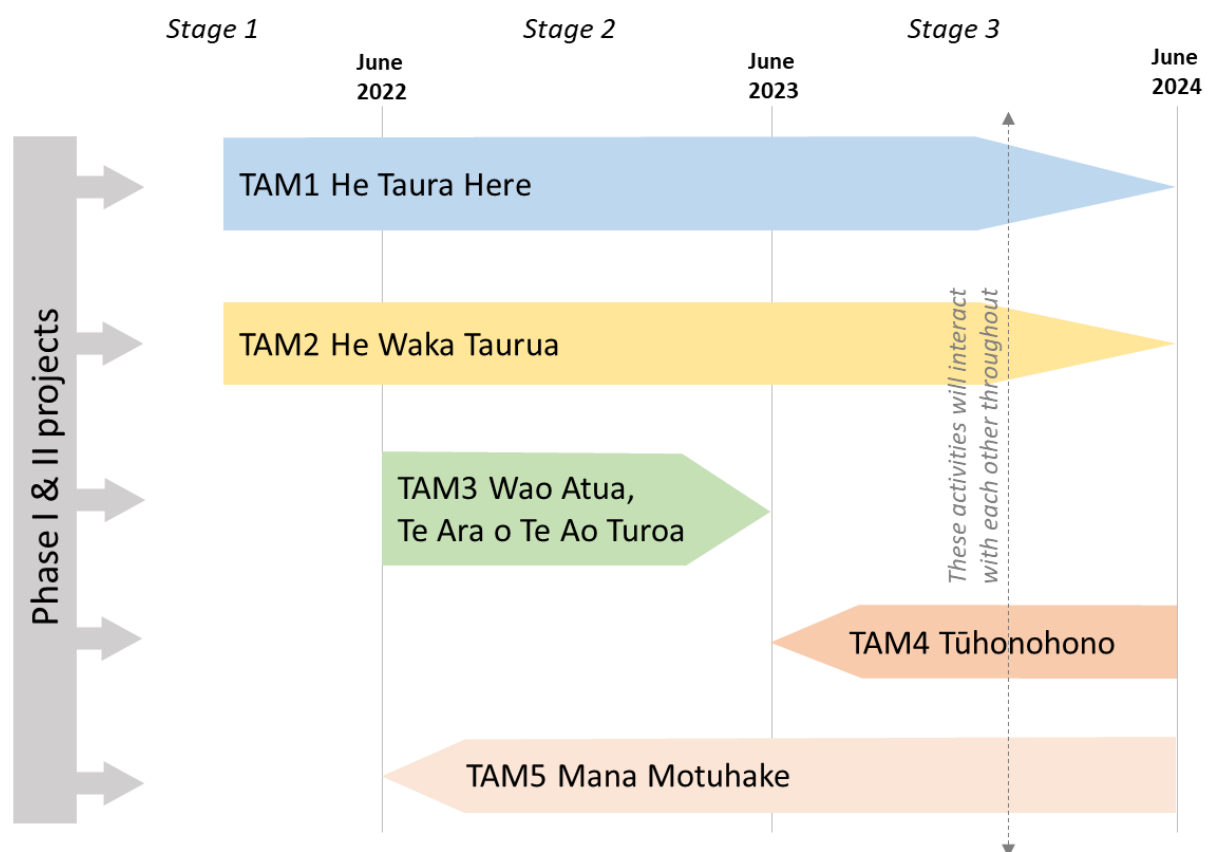 Stage 1
Stage 2
Stage 3
June
2022
June
2023
June
2024
Phase I & II projects
TAM1 He Taura Here
TAM2 He Waka Taurua
These activities will interact
with each other throughout
TAM3 Wao Atua,
Te Ara o Te Ao Turoa
TAM4 Tūhonohono
TAM5 Mana Motuhake